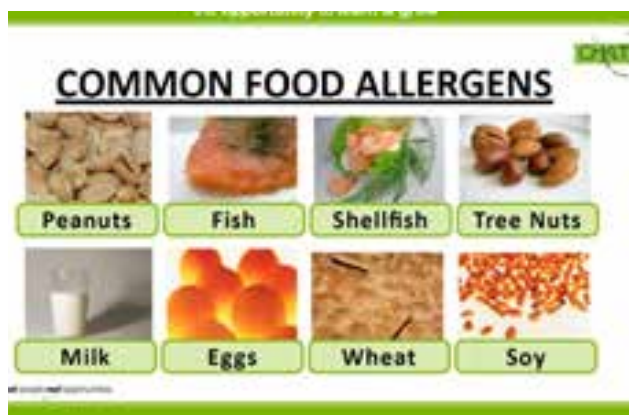 COMMON FOOD ALLERGENS
Peanuts Fish Shellfish Tree Nuts
Milk Eggs Wheat Soy